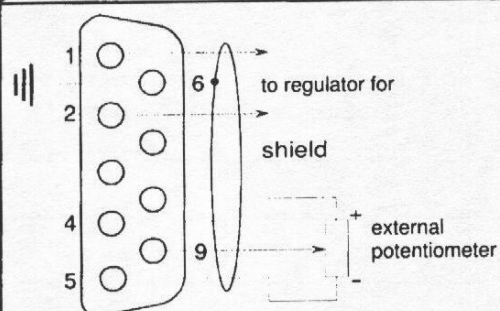 1
6 to regulator for
2
shield
+
4
external
9
potentiometer
-
5